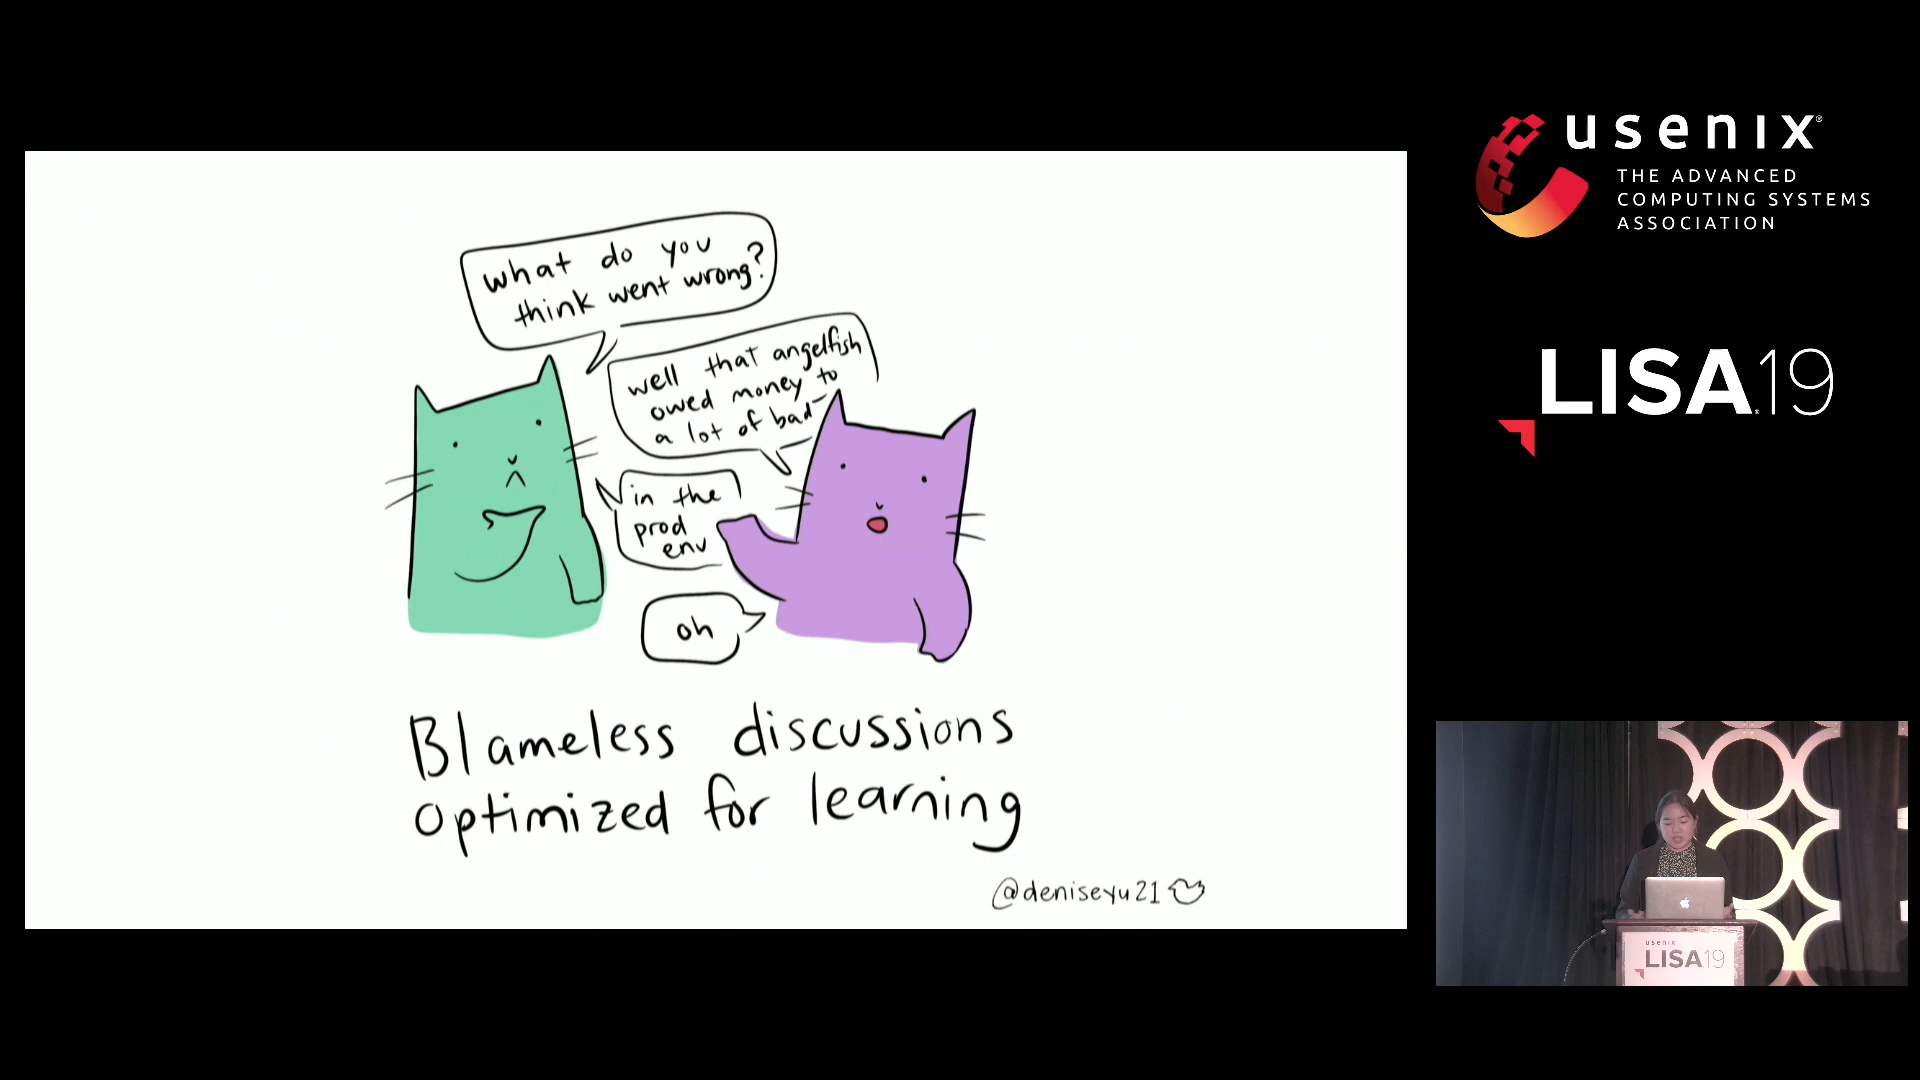 what do you
think went wrong?
well that angelfish
owed money to
a lot of bad-
in the
prod
env
oh
Blameless discussions
optimized for learning
@deniseyu21
usenix®
THE ADVANCED
COMPUTING SYSTEMS
ASSOCIATION
LISA19
usenix
LISA19